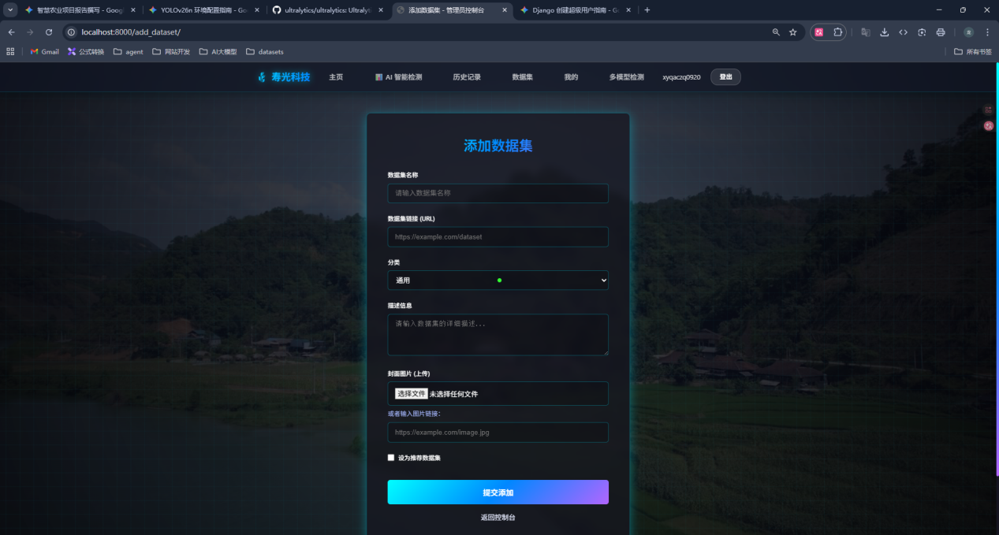 智慧农业项目报告撰写 - Goog
YOLOv26n 环境配置指南 - Go
ultralytics/ultralytics: Ultralyti
添加数据集 - 管理员控制台
Django 创建超级用户指南 - G
localhost:8000/add_dataset/
Gmail
公式转换
agent
网站开发
AI大模型
datasets
所有书签
寿光科技
主页
AI 智能检测
历史记录
数据集
我的
多模型检测
xyqaczq0920
登出
添加数据集
数据集名称
请输入数据集名称
数据集链接 (URL)
https://example.com/dataset
分类
通用
描述信息
请输入数据集的详细描述...
封面图片 (上传)
选择文件 未选择任何文件
或者输入图片链接:
https://example.com/image.jpg
设为推荐数据集
提交添加
返回控制台